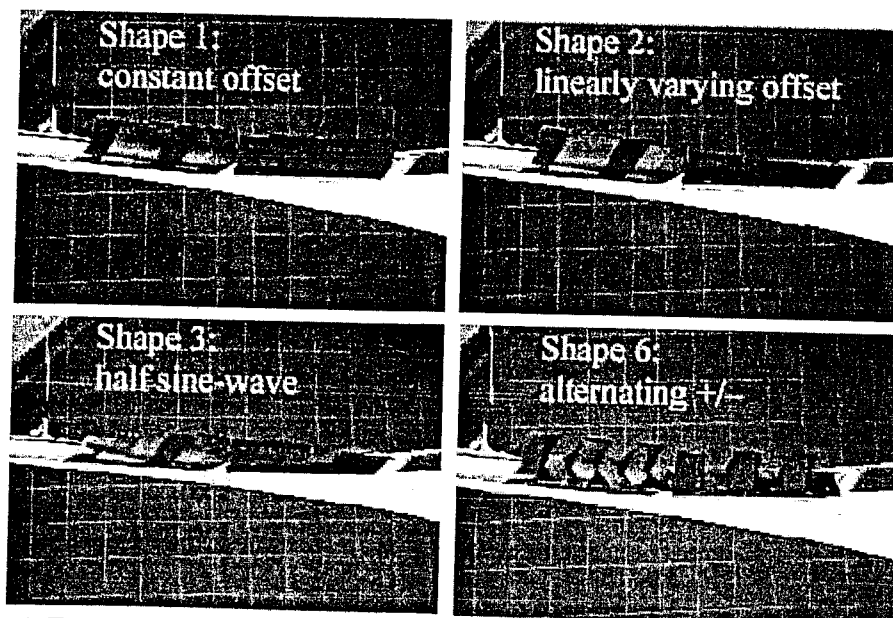 Shape 1:
constant offset
Shape 2:
linearly varying offset
Shape 3:
half-sine-wave
Shape 6:
alternating +/–